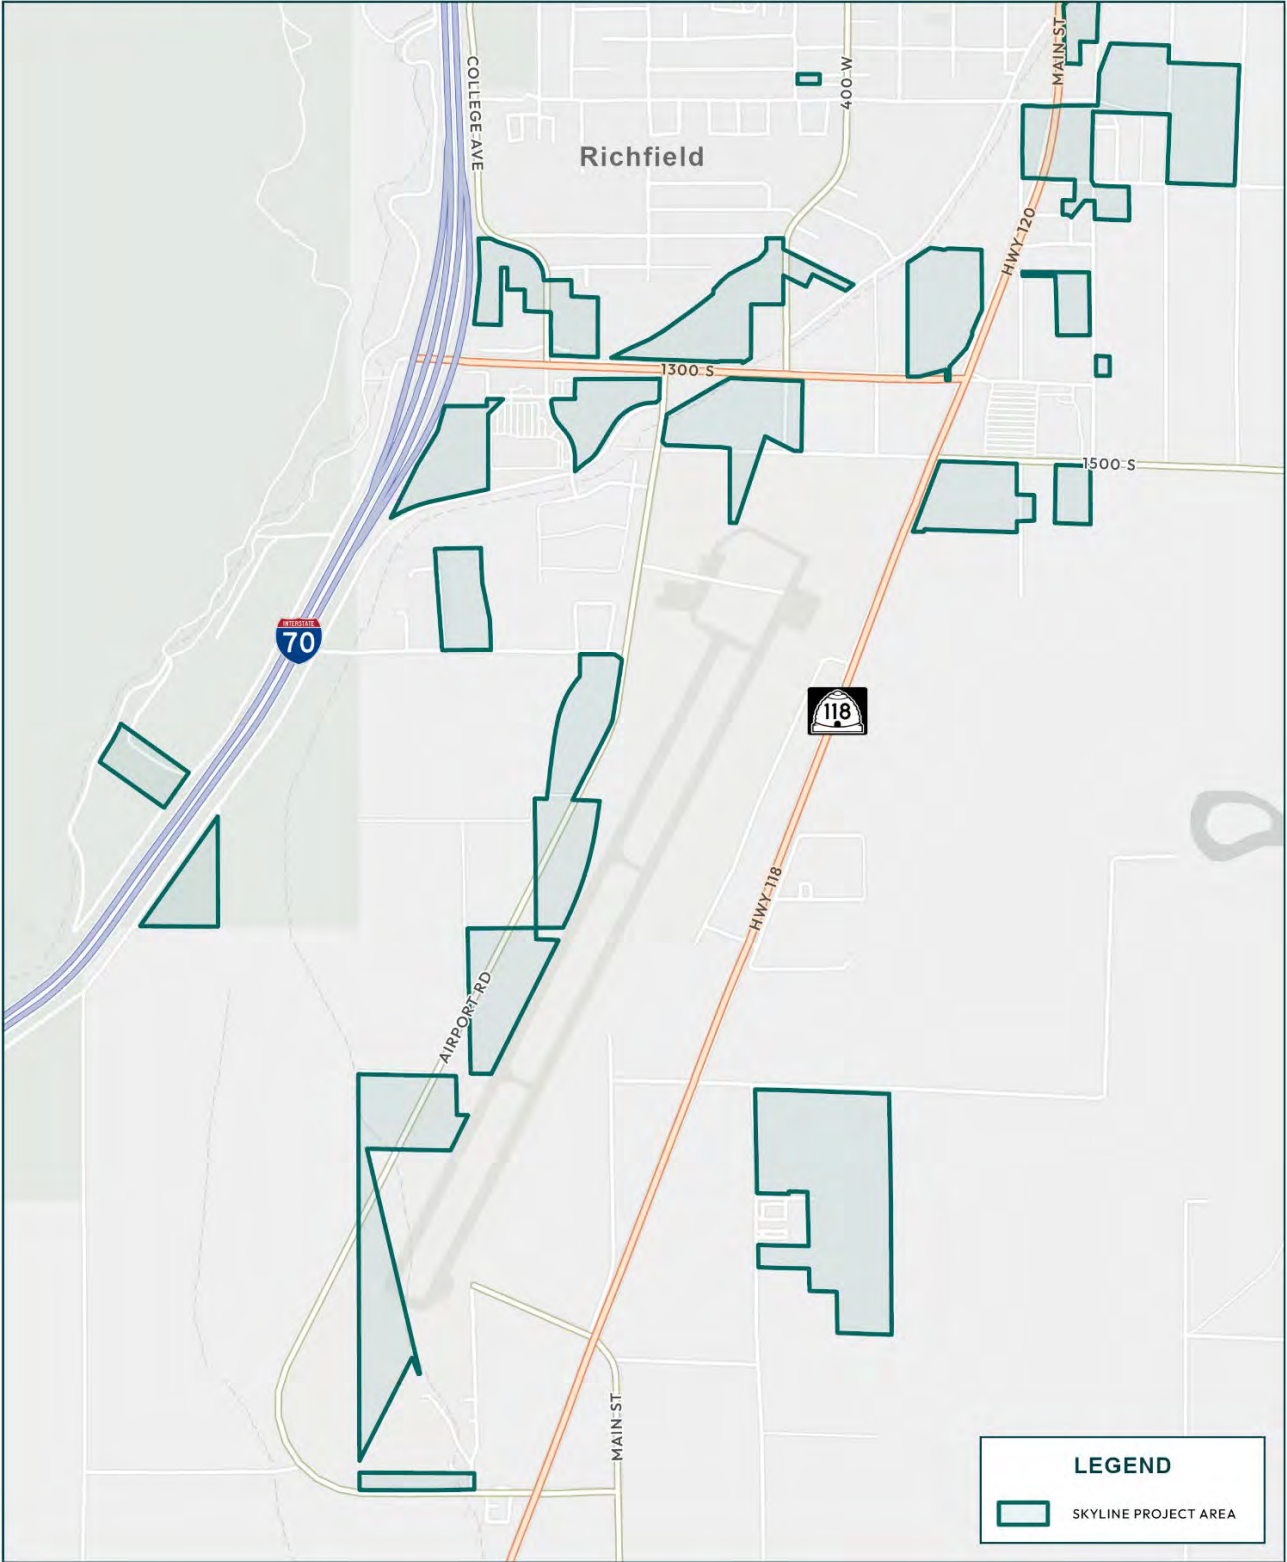 MAIN ST
COLLEGE AVE
400 W
Richfield
HWY 120
1300 S
1500 S
INTERSTATE
70
118
HWY 118
AIRPORT RD
MAIN ST
LEGEND
SKYLINE PROJECT AREA